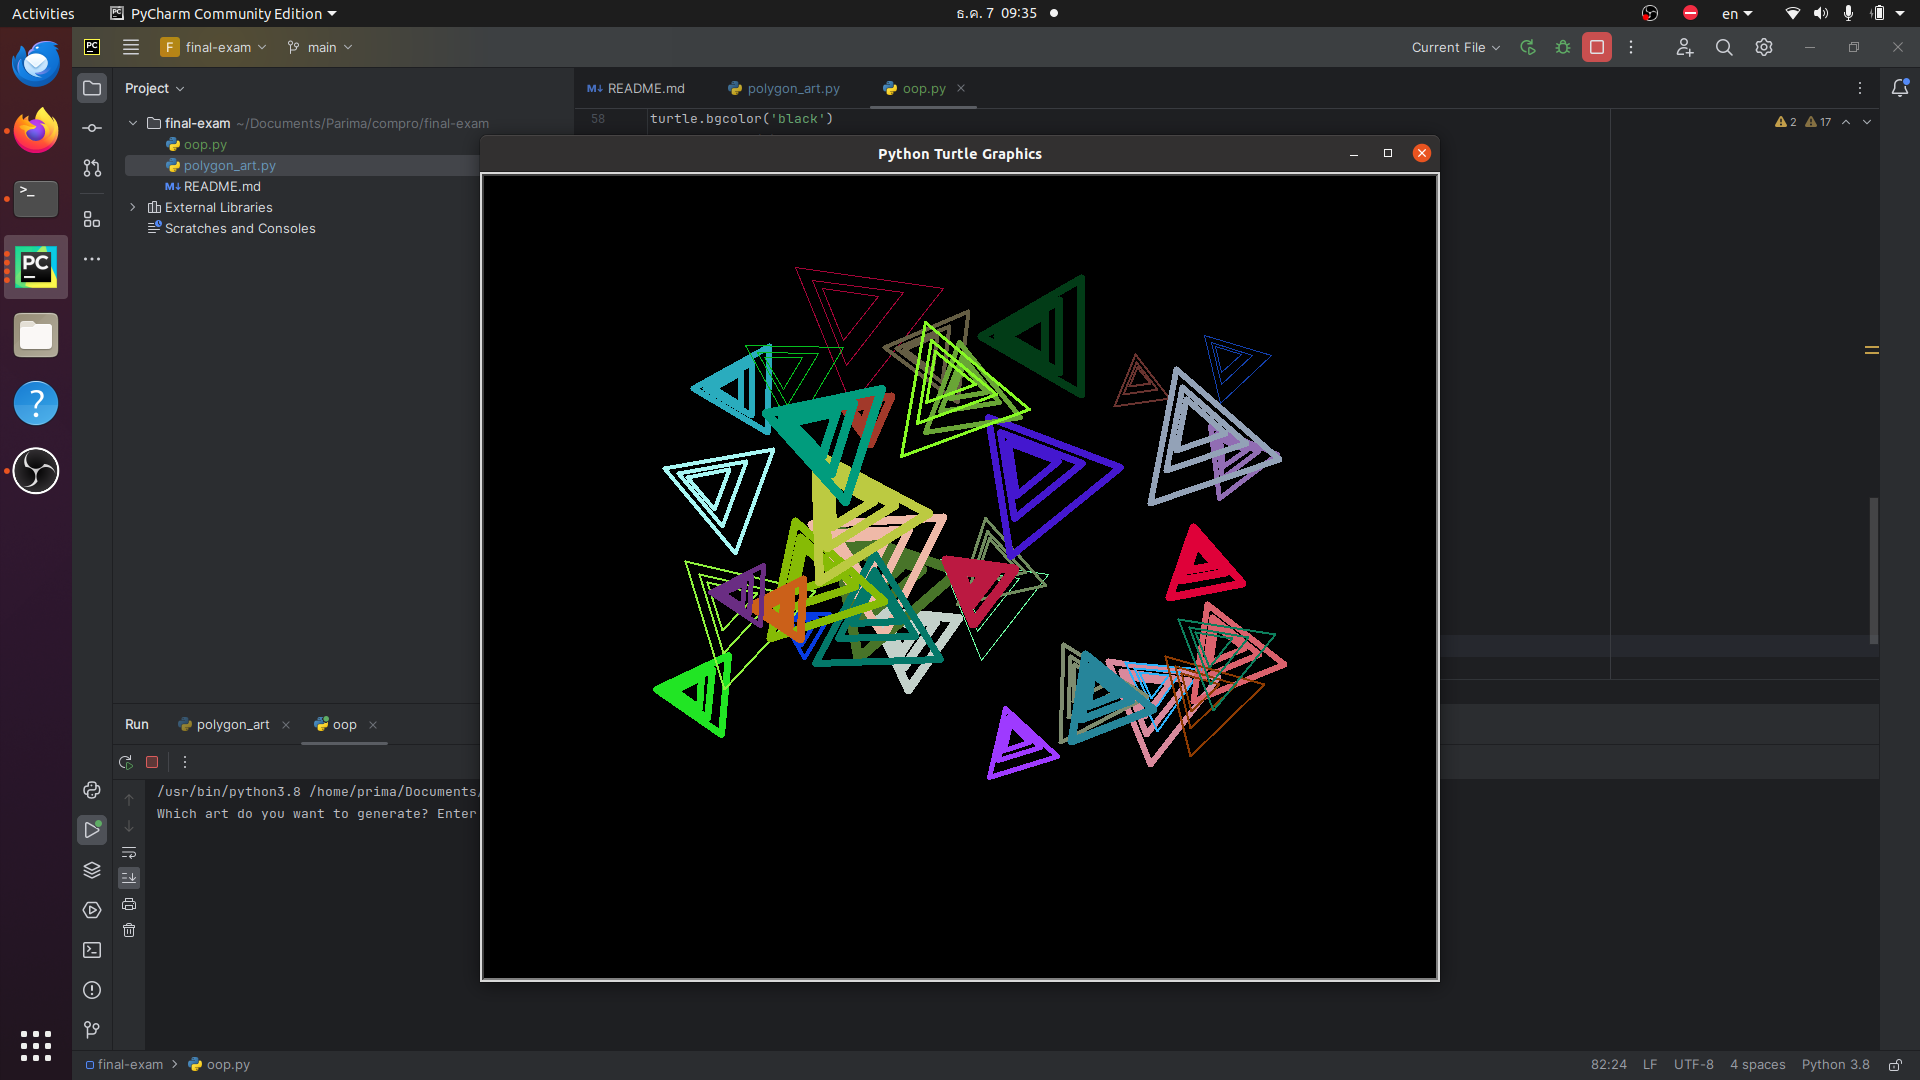 Activities PyCharm Community Edition ธ.ค. 7 09:35 en
PC F final-exam main Current File
Project
README.md polygon_art.py oop.py
58 turtle.bgcolor('black')
2 17
final-exam ~/Documents/Parima/compro/final-exam
oop.py
polygon_art.py
README.md
External Libraries
Scratches and Consoles
Python Turtle Graphics
Run polygon_art oop
/usr/bin/python3.8 /home/prima/Documents/
Which art do you want to generate? Enter
final-exam oop.py 82:24 LF UTF-8 4 spaces Python 3.8